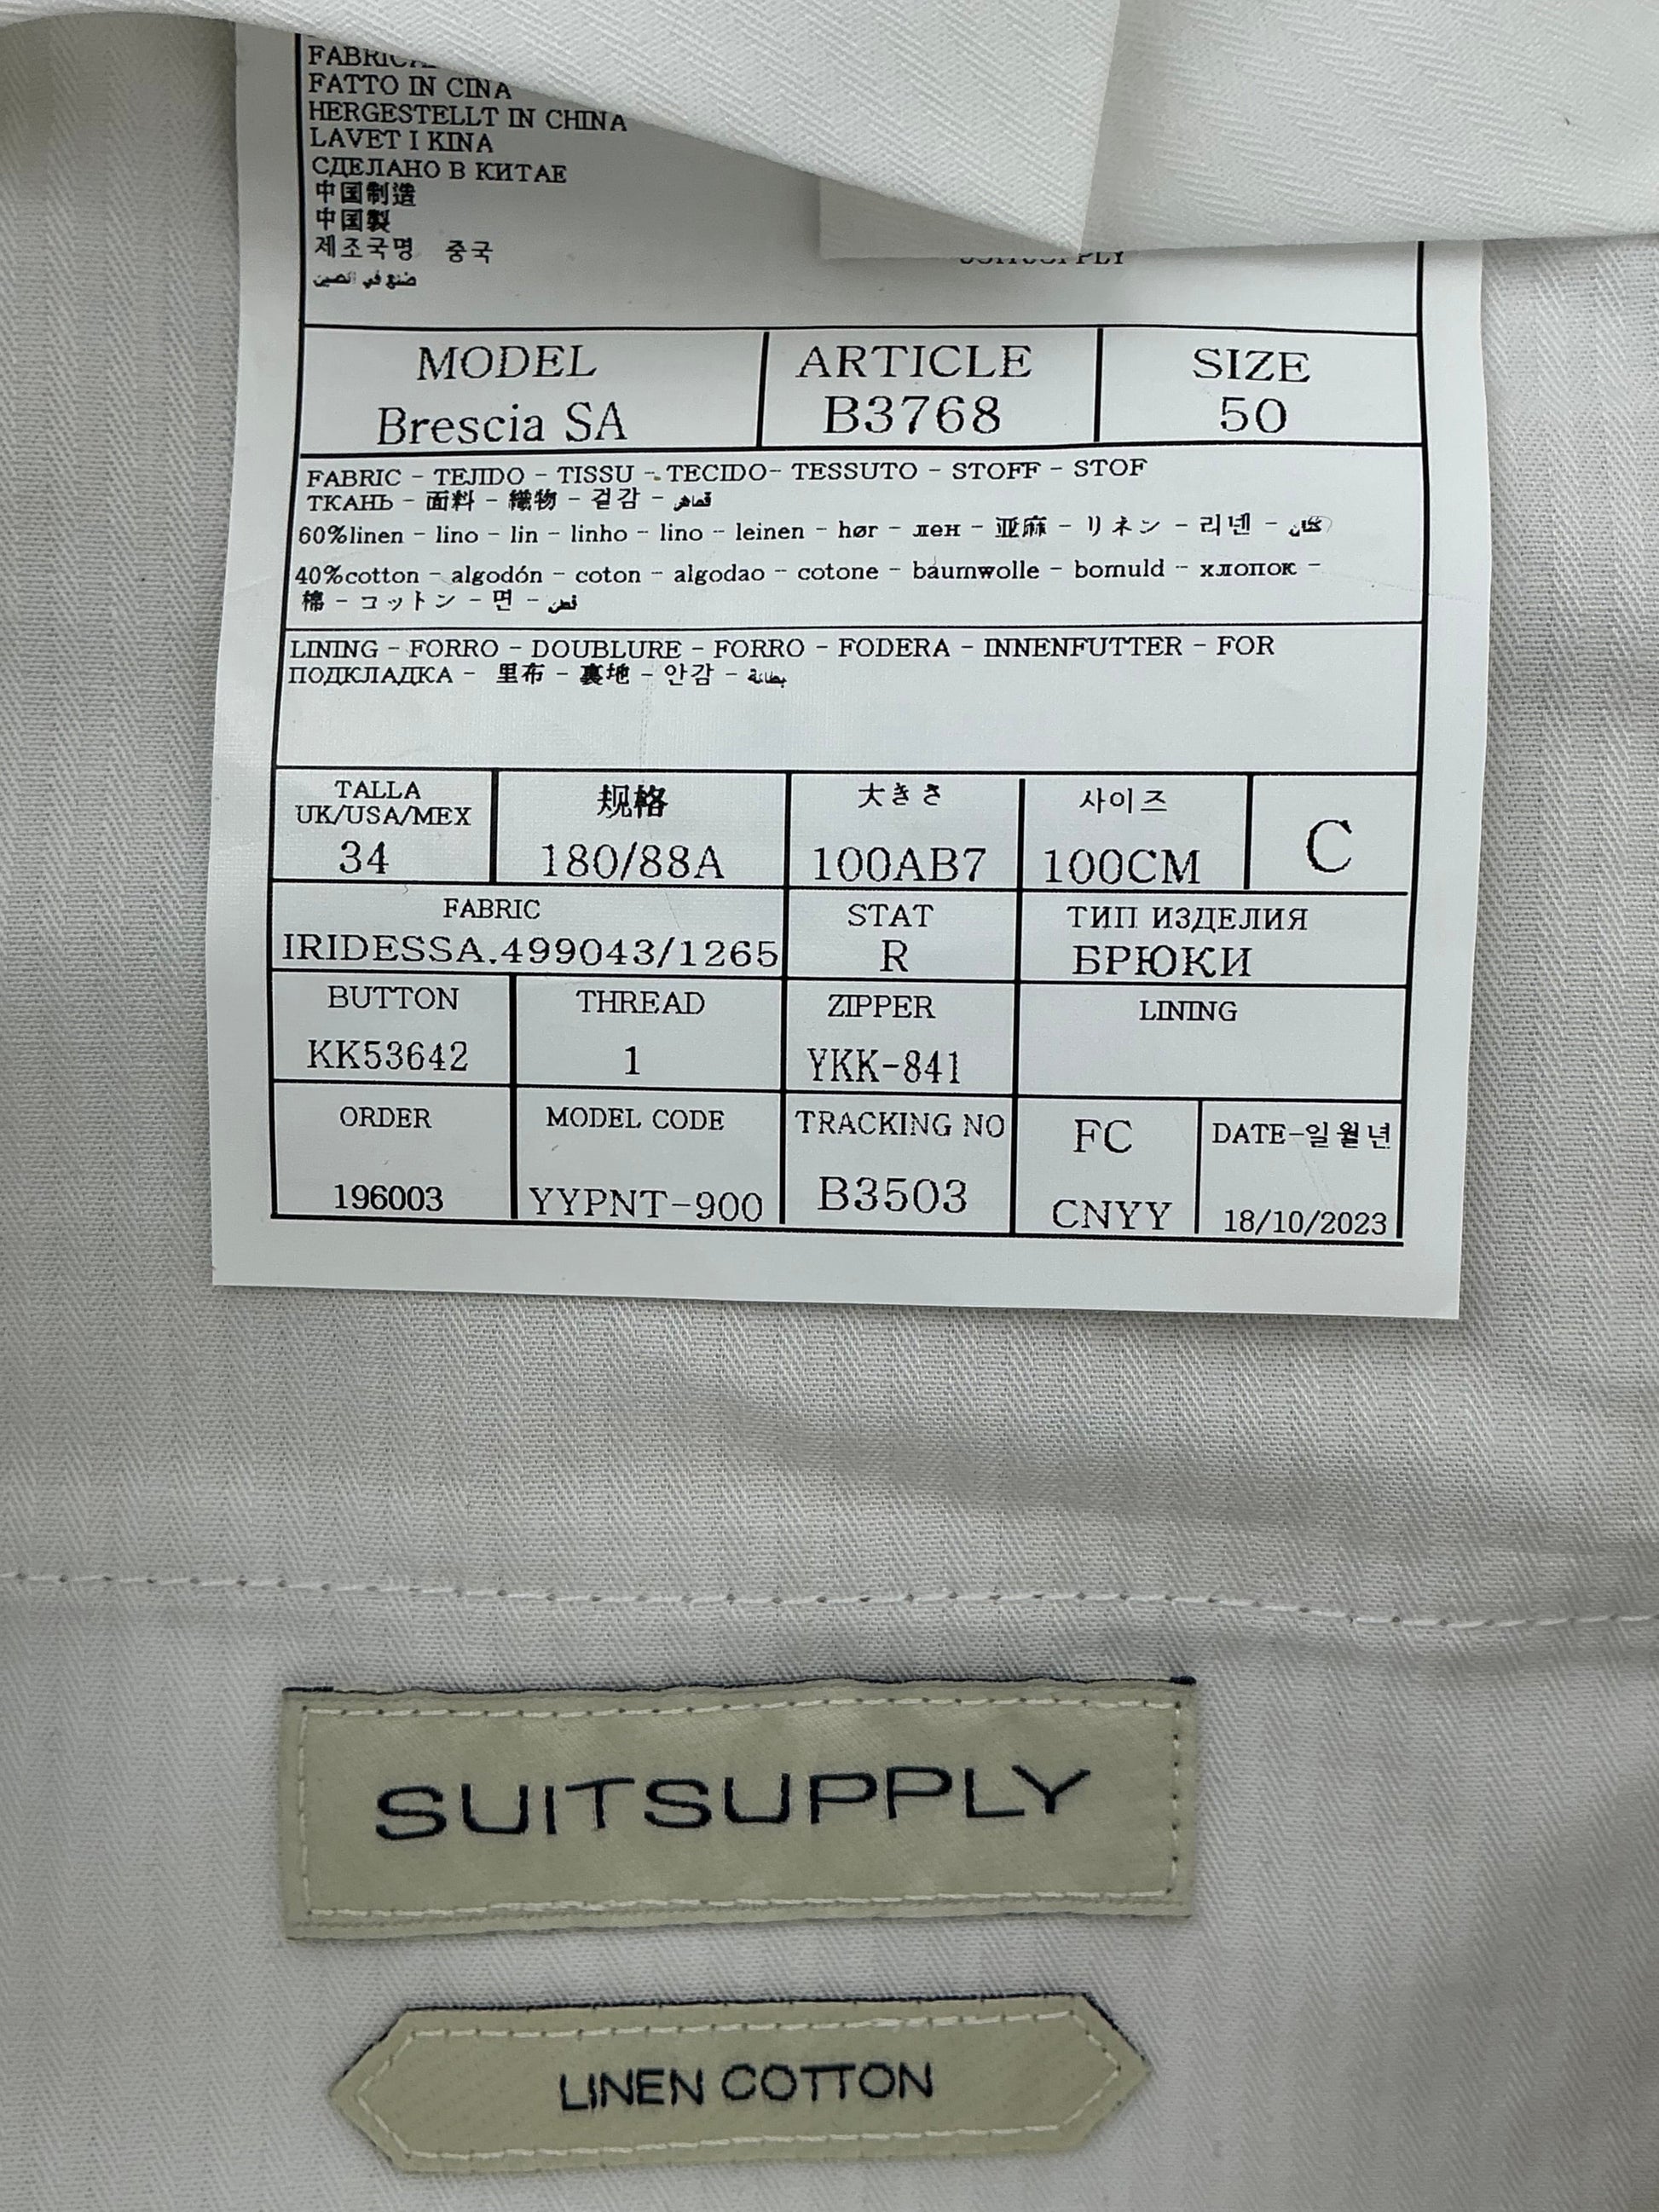 FATTO IN CINA
HERGESTELLT IN CHINA
LAVET I KINA
СДЕЛАНО В КИТАЕ
中国制造
中国製
제조국명 중국
صنع في الصين
SUITSUPPLY
MODEL
Brescia SA
ARTICLE
B3768
SIZE
50
FABRIC - TEJIDO - TISSU - TECIDO- TESSUTO - STOFF - STOF
ТКАНЬ - 面料 - 織物 - 겉감 - قماش
60%linen - lino - lin - linho - lino - leinen - hør - лен - 亚麻 - リネン - 리넨 - كتان
40%cotton - algodón - coton - algodao - cotone - baumwolle - bomuld - хлопок -
棉 - コットン - 면 - قطن
LINING - FORRO - DOUBLURE - FORRO - FODERA - INNENFUTTER - FOR
ПОДКЛАДКА - 里布 - 裏地 - 안감 - بطانة
TALLA
UK/USA/MEX
34
规格
180/88A
大きさ
100AB7
사이즈
100CM
C
FABRIC
IRIDESSA.499043/1265
STAT
R
ТИП ИЗДЕЛИЯ
БРЮКИ
BUTTON
KK53642
THREAD
1
ZIPPER
YKK-841
LINING
ORDER
196003
MODEL CODE
YYPNT-900
TRACKING NO
B3503
FC
CNYY
DATE-일월년
18/10/2023
SUITSUPPLY
LINEN COTTON